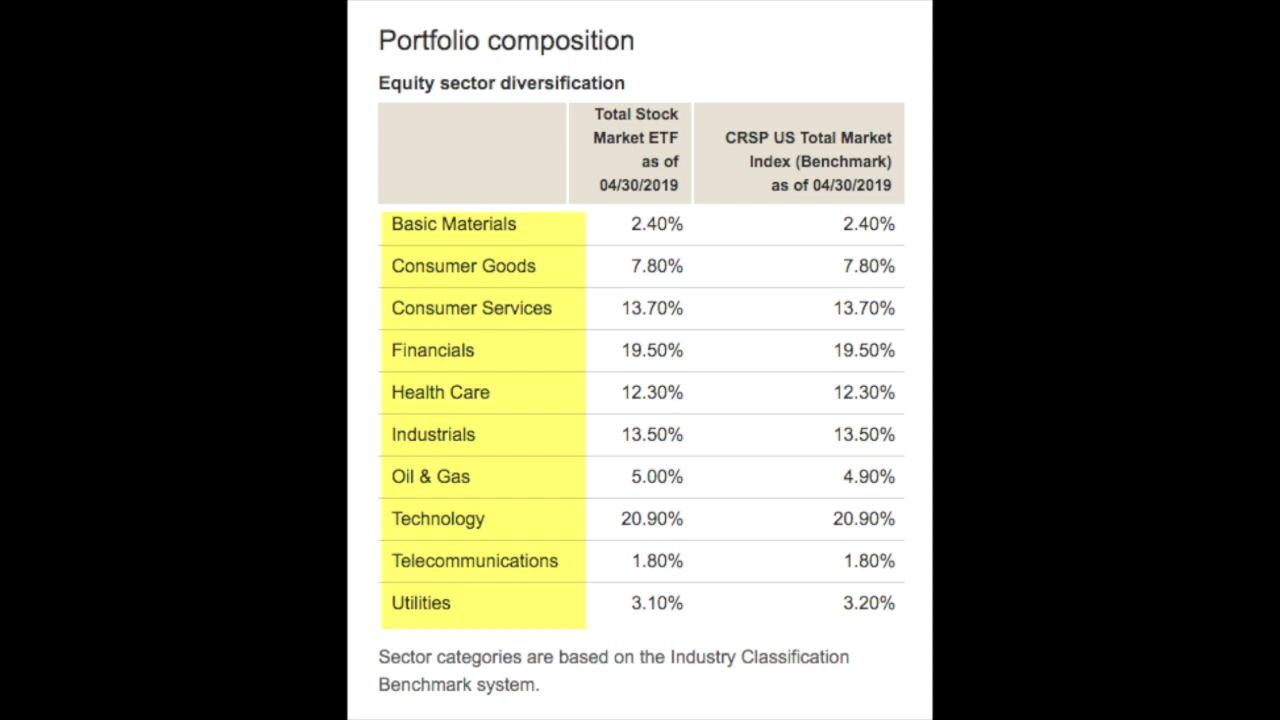 Portfolio composition
Equity sector diversification
Total Stock
Market ETF
as of
04/30/2019
CRSP US Total Market
Index (Benchmark)
as of 04/30/2019
Basic Materials 2.40% 2.40%
Consumer Goods 7.80% 7.80%
Consumer Services 13.70% 13.70%
Financials 19.50% 19.50%
Health Care 12.30% 12.30%
Industrials 13.50% 13.50%
Oil & Gas 5.00% 4.90%
Technology 20.90% 20.90%
Telecommunications 1.80% 1.80%
Utilities 3.10% 3.20%
Sector categories are based on the Industry Classification
Benchmark system.